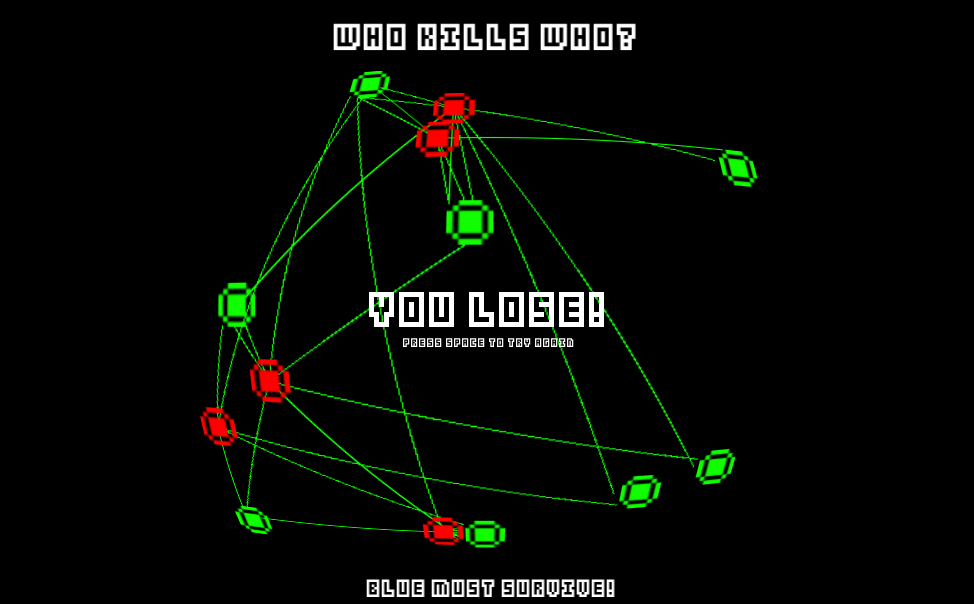 WHO KILLS WHO?
YOU LOSE!
PRESS SPACE TO TRY AGAIN
BLUE MUST SURVIVE!